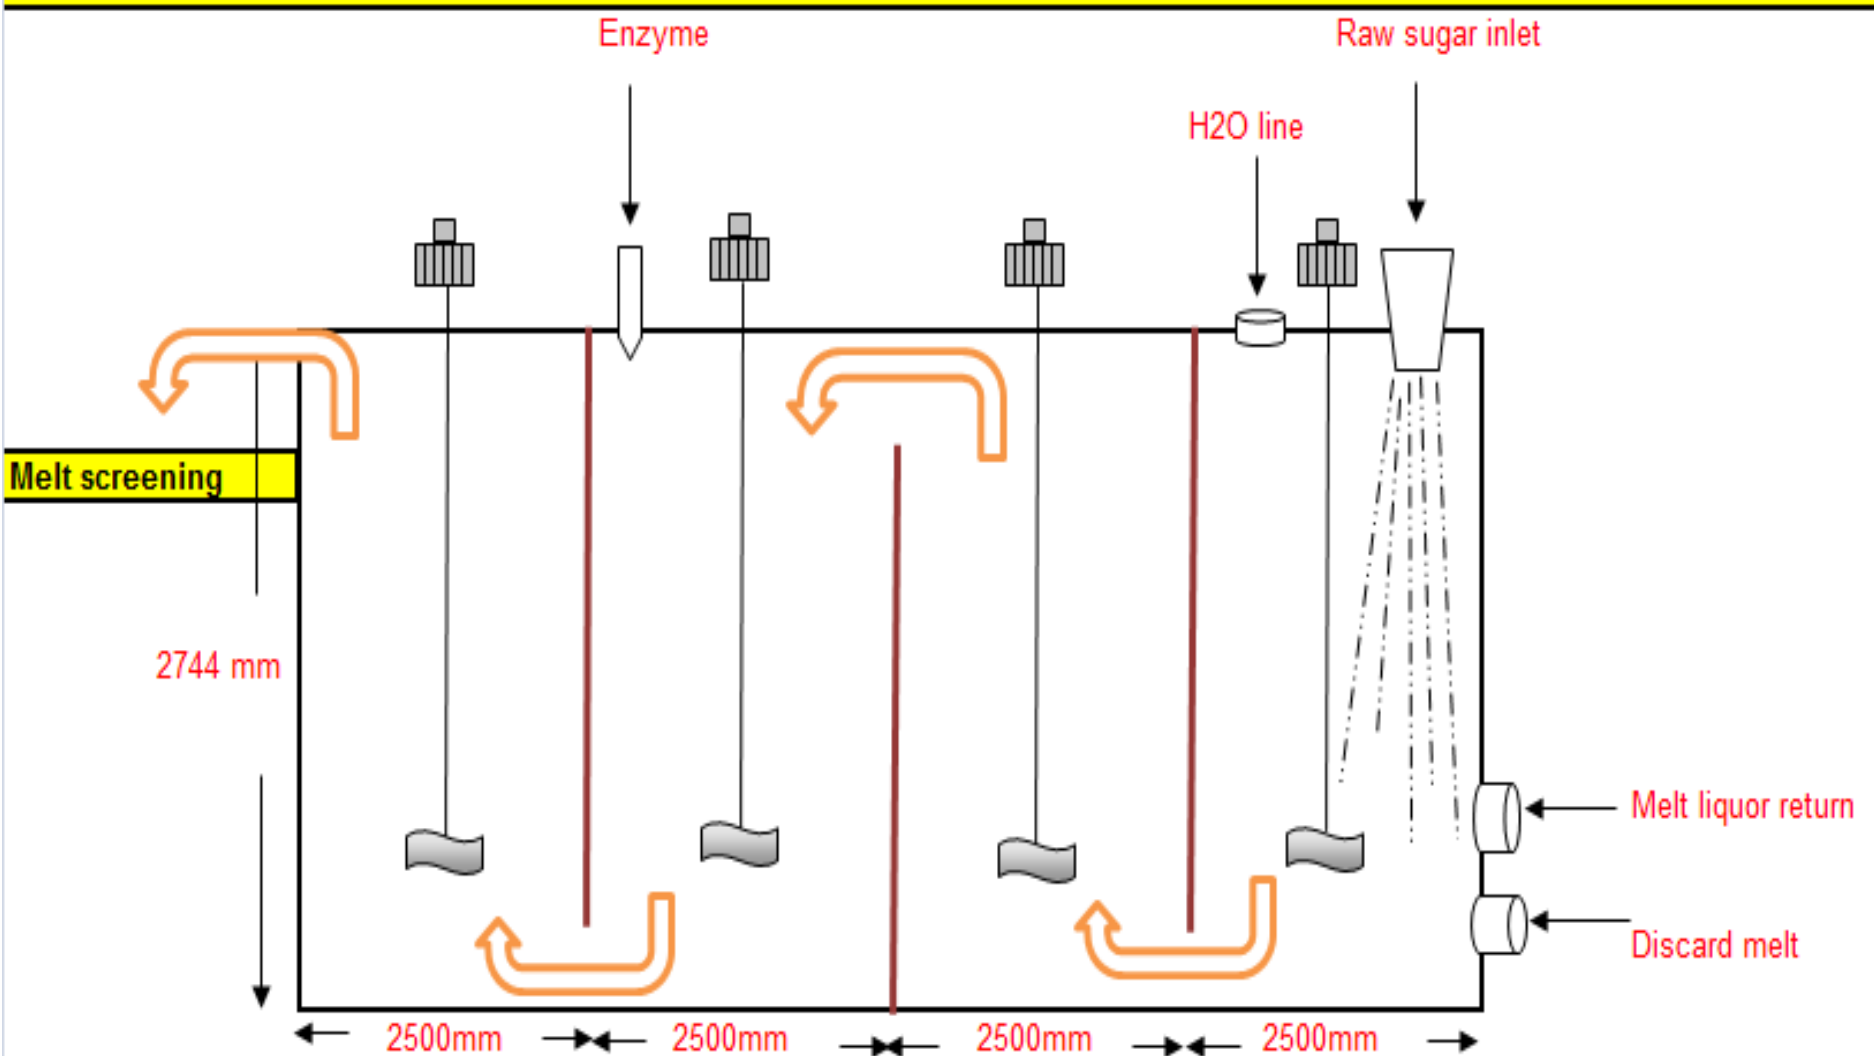 Enzyme
Raw sugar inlet
H2O line
Melt screening
2744 mm
Melt liquor return
Discard melt
2500mm
2500mm
2500mm
2500mm